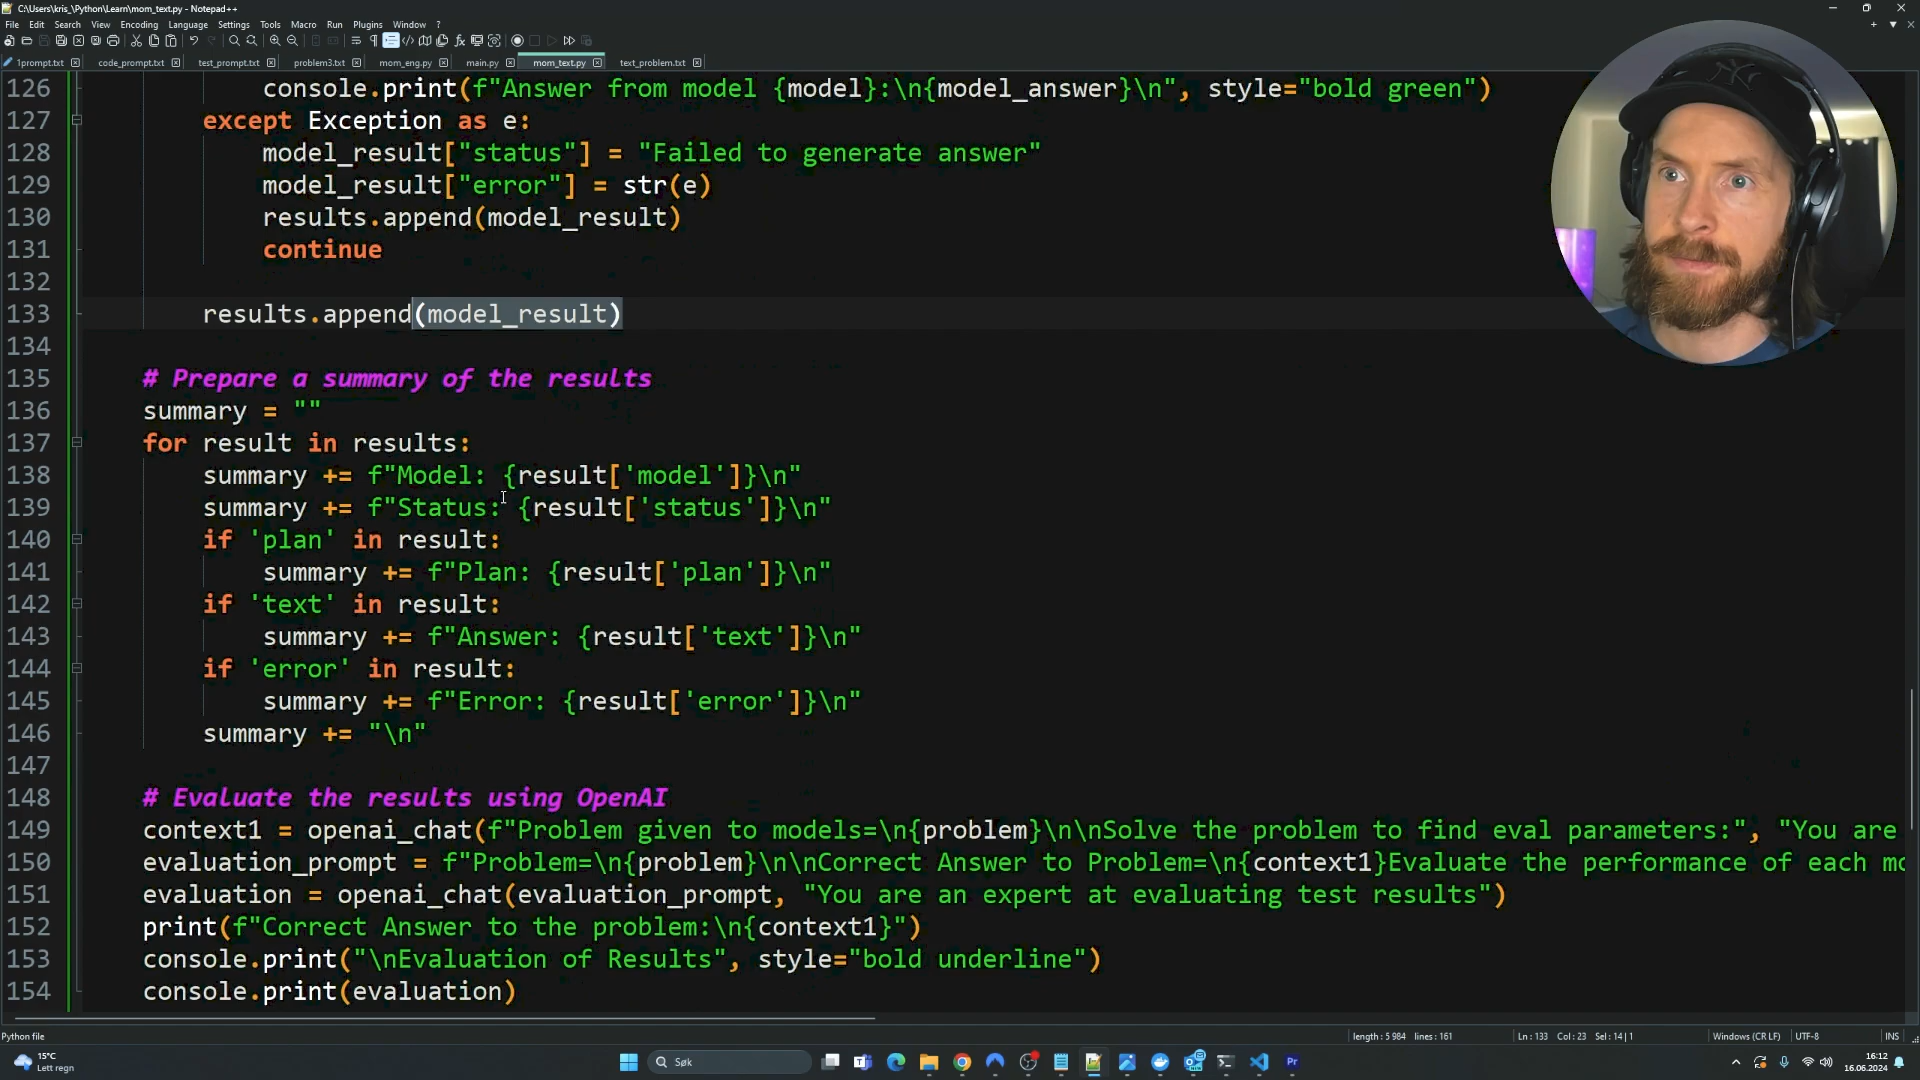 C:\Users\kris_\Python\Learn\mom_text.py - Notepad++
File Edit Search View Encoding Language Settings Tools Macro Run Plugins Window ?
1prompt.txt code_prompt.txt test_prompt.txt problem3.txt mom_eng.py main.py mom_text.py text_problem.txt
126 console.print(f"Answer from model {model}:\n{model_answer}\n", style="bold green")
127 except Exception as e:
128 model_result["status"] = "Failed to generate answer"
129 model_result["error"] = str(e)
130 results.append(model_result)
131 continue
132
133 results.append(model_result)
134
135 # Prepare a summary of the results
136 summary = ""
137 for result in results:
138 summary += f"Model: {result['model']}\n"
139 summary += f"Status: {result['status']}\n"
140 if 'plan' in result:
141 summary += f"Plan: {result['plan']}\n"
142 if 'text' in result:
143 summary += f"Answer: {result['text']}\n"
144 if 'error' in result:
145 summary += f"Error: {result['error']}\n"
146 summary += "\n"
147
148 # Evaluate the results using OpenAI
149 context1 = openai_chat(f"Problem given to models=\n{problem}\n\nSolve the problem to find eval parameters:", "You are
150 evaluation_prompt = f"Problem=\n{problem}\n\nCorrect Answer to Problem=\n{context1}Evaluate the performance of each mo
151 evaluation = openai_chat(evaluation_prompt, "You are an expert at evaluating test results")
152 print(f"Correct Answer to the problem:\n{context1}")
153 console.print("\nEvaluation of Results", style="bold underline")
154 console.print(evaluation)
Python file length : 5 984 lines : 161 Ln : 133 Col : 23 Sel : 14 | 1 Windows (CR LF) UTF-8 INS
15°C
Lett regn
Søk
Pr
16:12
16.06.2024